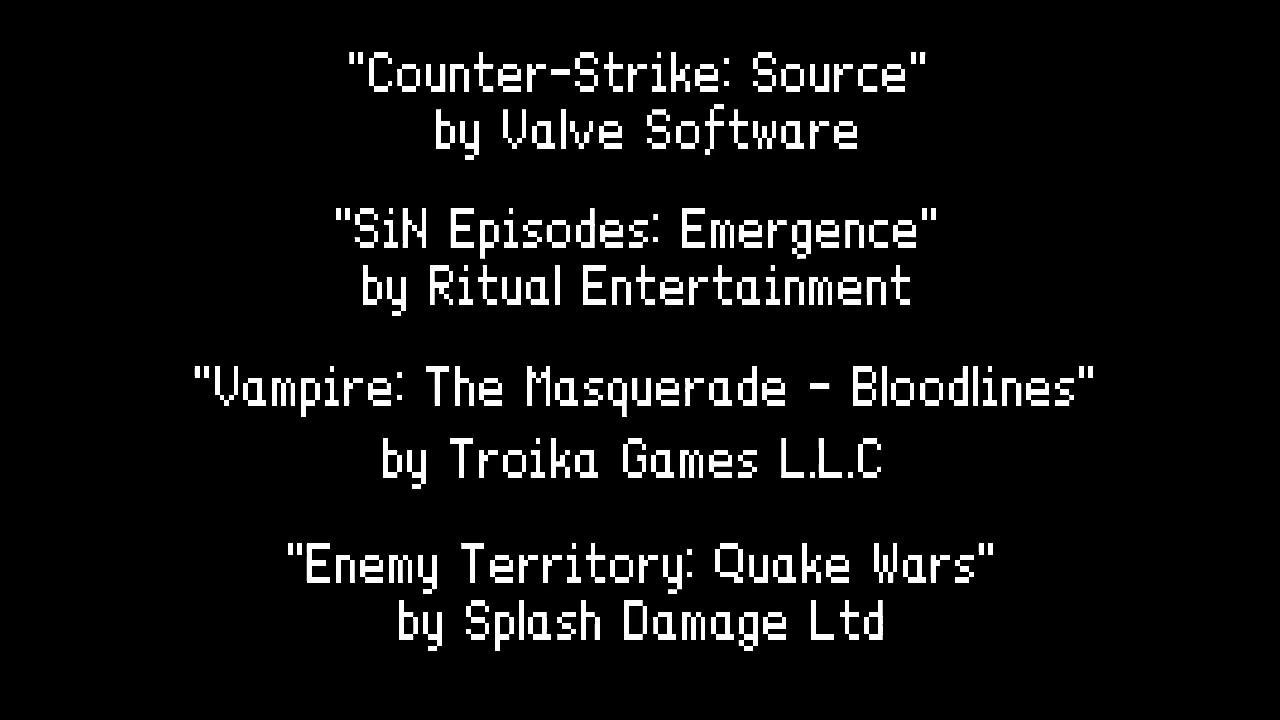 "Counter-Strike: Source"
by Valve Software
"SiN Episodes: Emergence"
by Ritual Entertainment
"Vampire: The Masquerade - Bloodlines"
by Troika Games L.L.C
"Enemy Territory: Quake Wars"
by Splash Damage Ltd